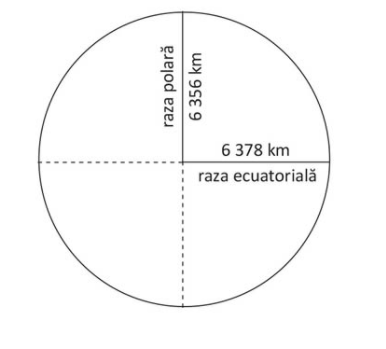 raza polară
6 356 km
6 378 km
raza ecuatorială